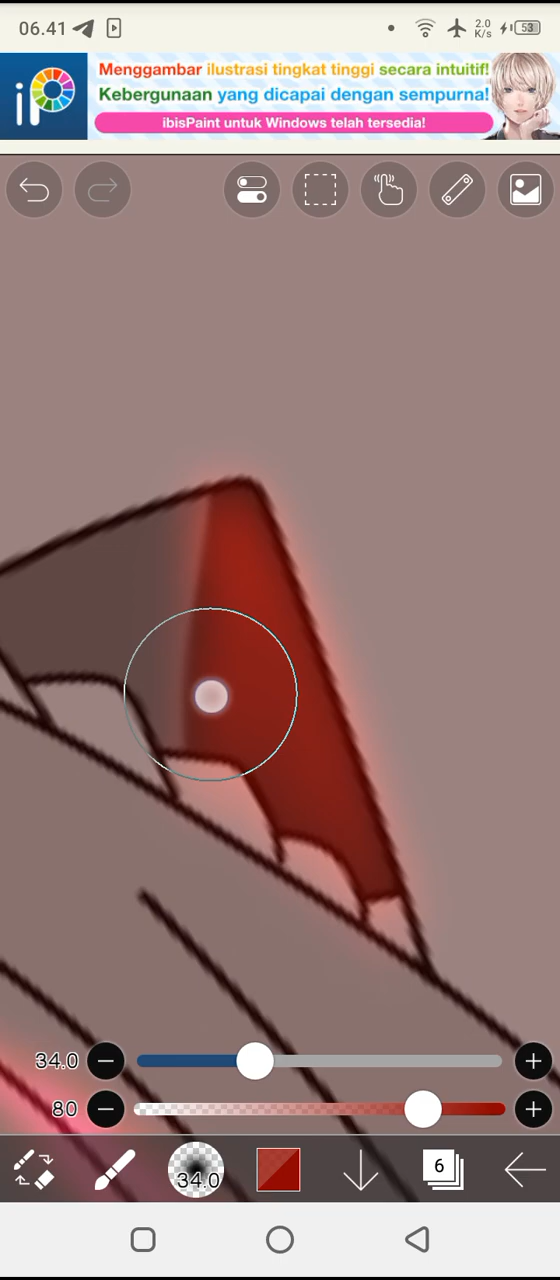 06.41
2.0
K/s
53
iP
Menggambar ilustrasi tingkat tinggi secara intuitif!
Kebergunaan yang dicapai dengan sempurna!
ibisPaint untuk Windows telah tersedia!
34.0
80
34.0
6